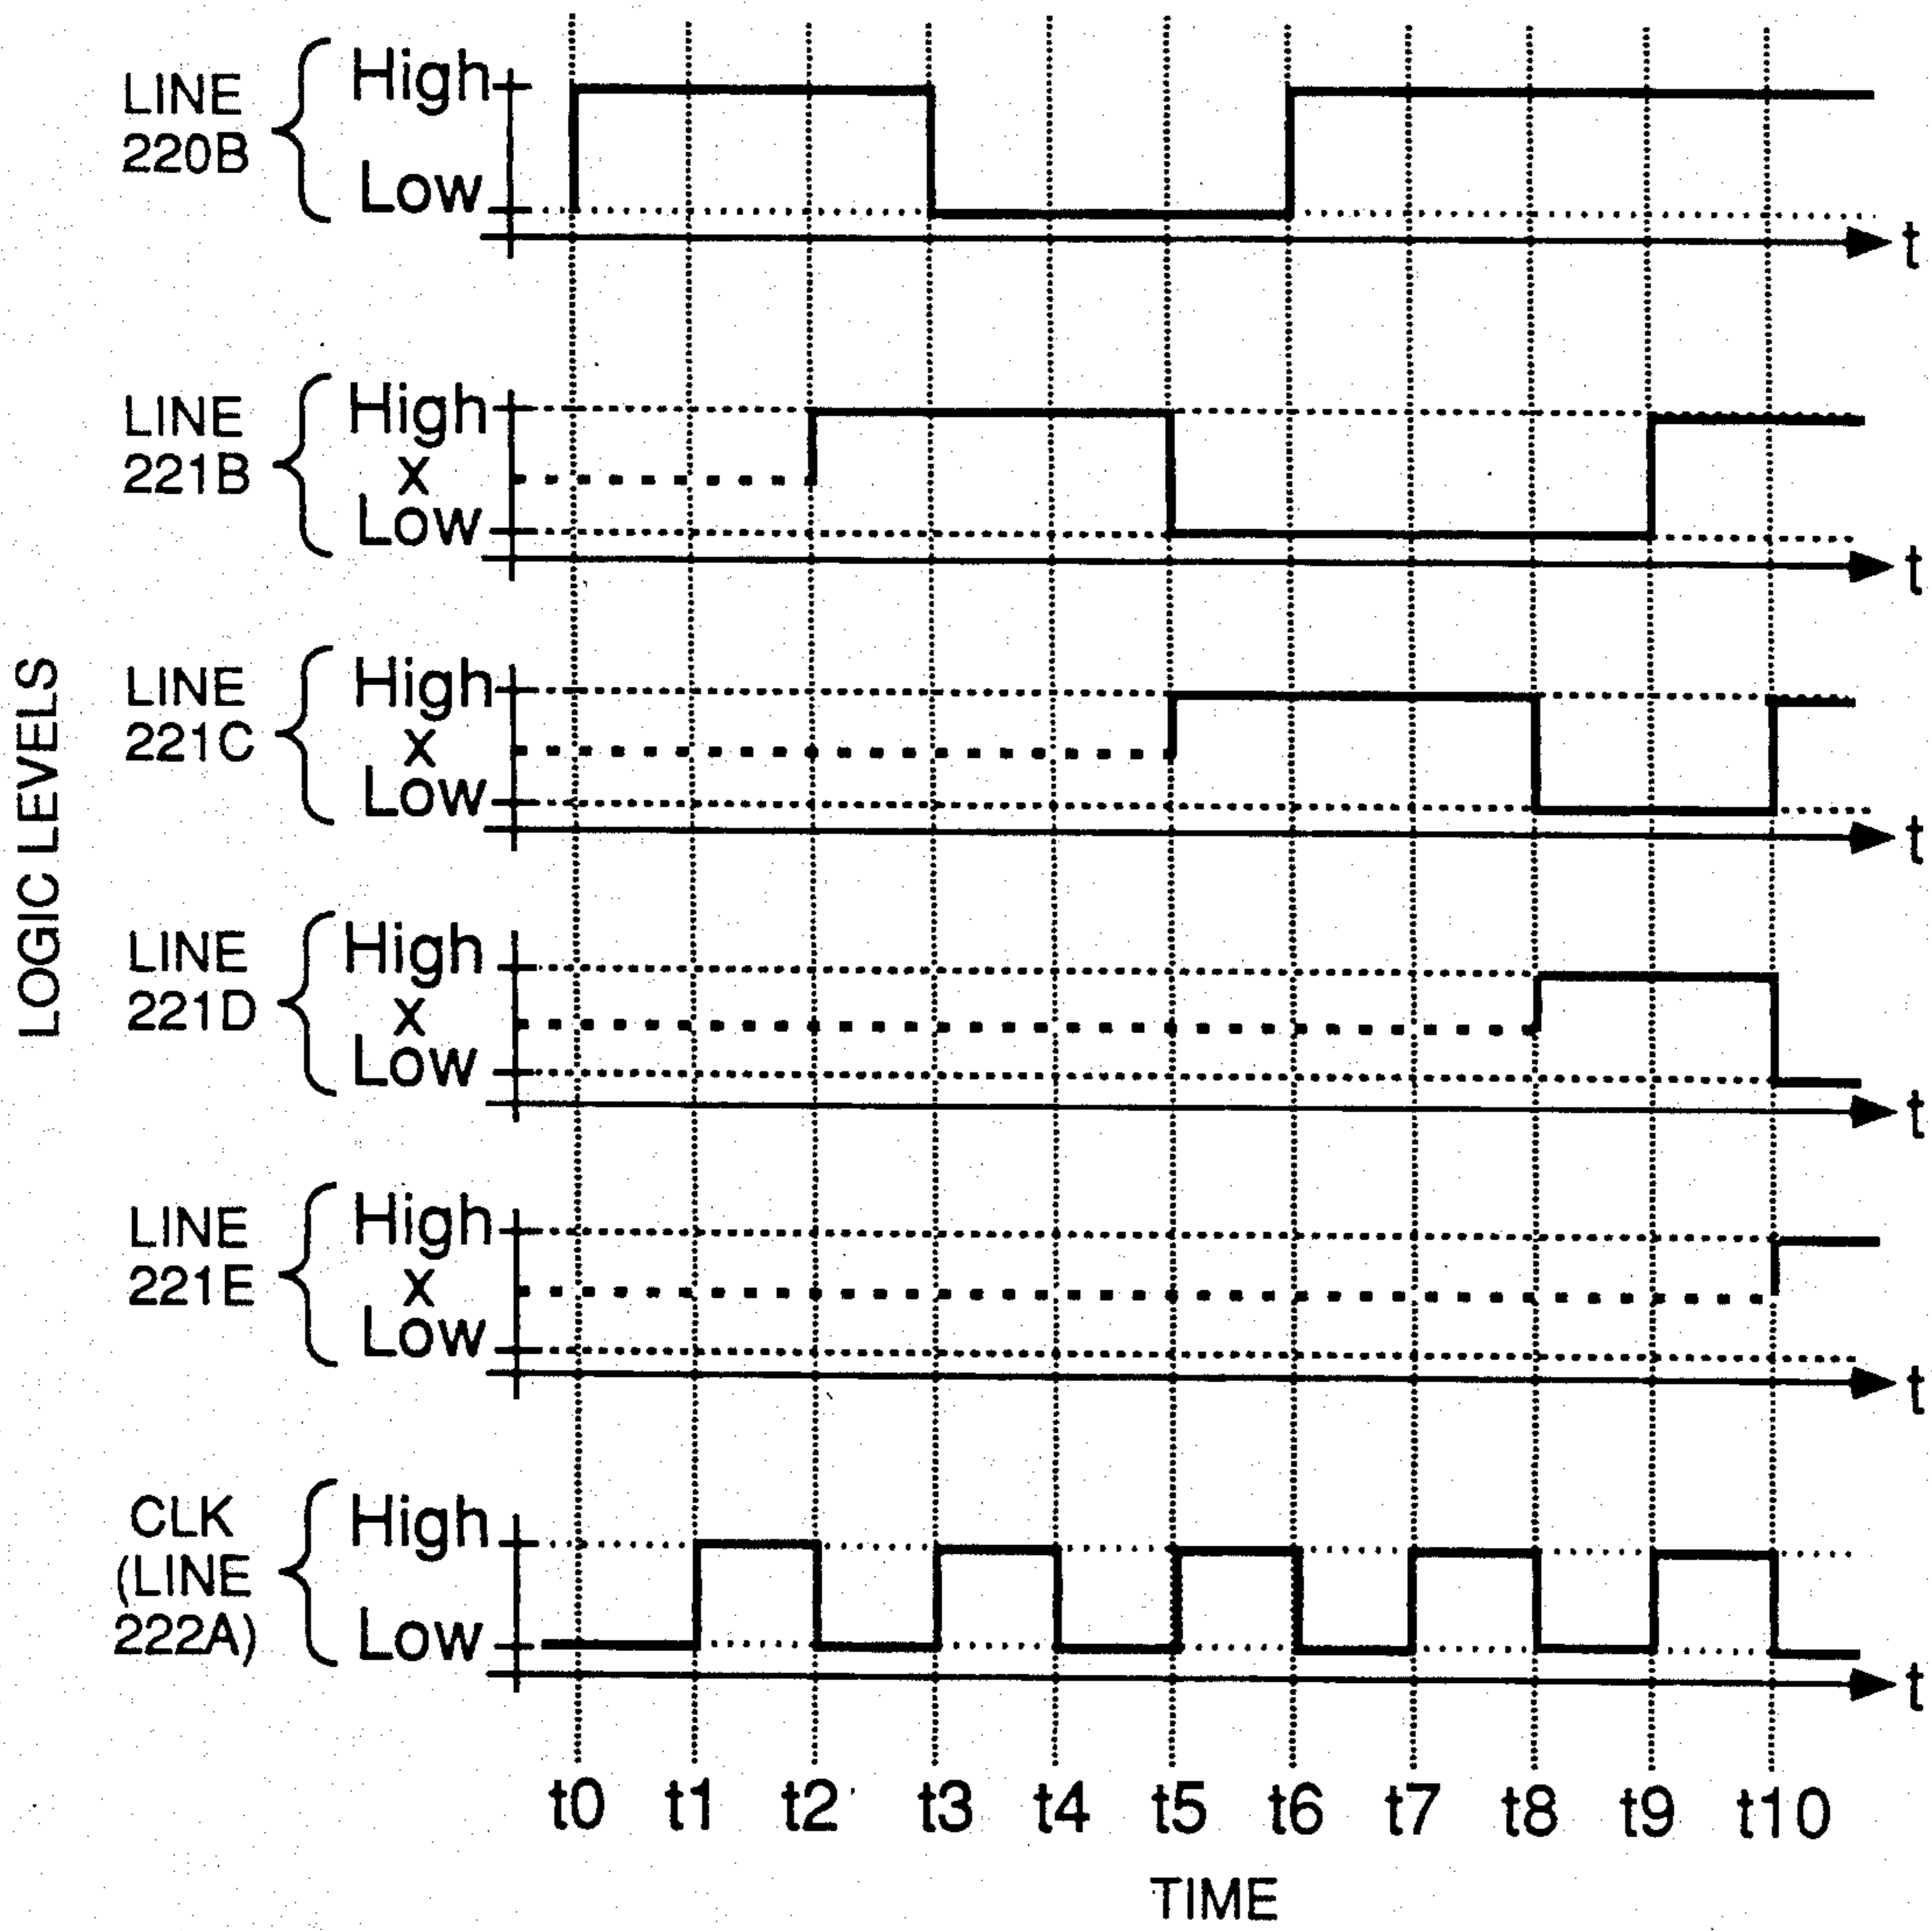 LINE
220B
High
Low
t
LINE
221B
High
x
Low
t
LINE
221C
High
x
Low
t
LOGIC LEVELS
LINE
221D
High
x
Low
t
LINE
221E
High
x
Low
t
CLK
(LINE
222A)
High
Low
t
t0 t1 t2 t3 t4 t5 t6 t7 t8 t9 t10
TIME